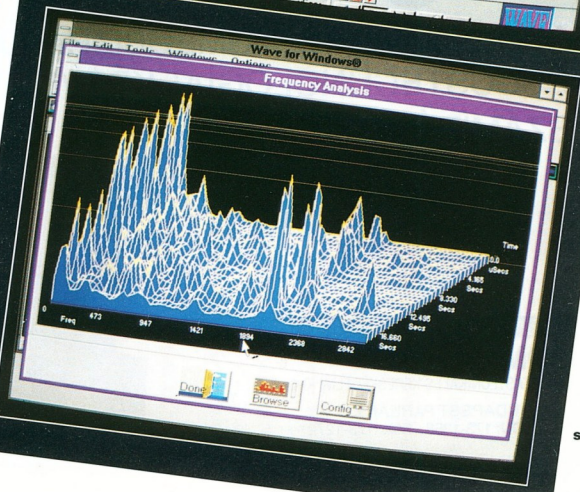 Wave for Windows®
File Edit Tools Windows Options
Frequency Analysis
Time
0.0
uSecs
4.165
Secs
8.330
Secs
12.495
Secs
16.660
Secs
0 Freq 473 947 1421 1894 2368 2842
Done Browse Config
s